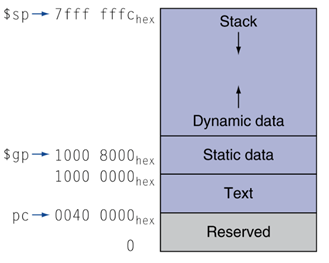 $sp→ 7fff fffc hex
Stack
Dynamic data
$gp→ 1000 8000 hex
Static data
1000 0000 hex
Text
pc→ 0040 0000 hex
Reserved
0